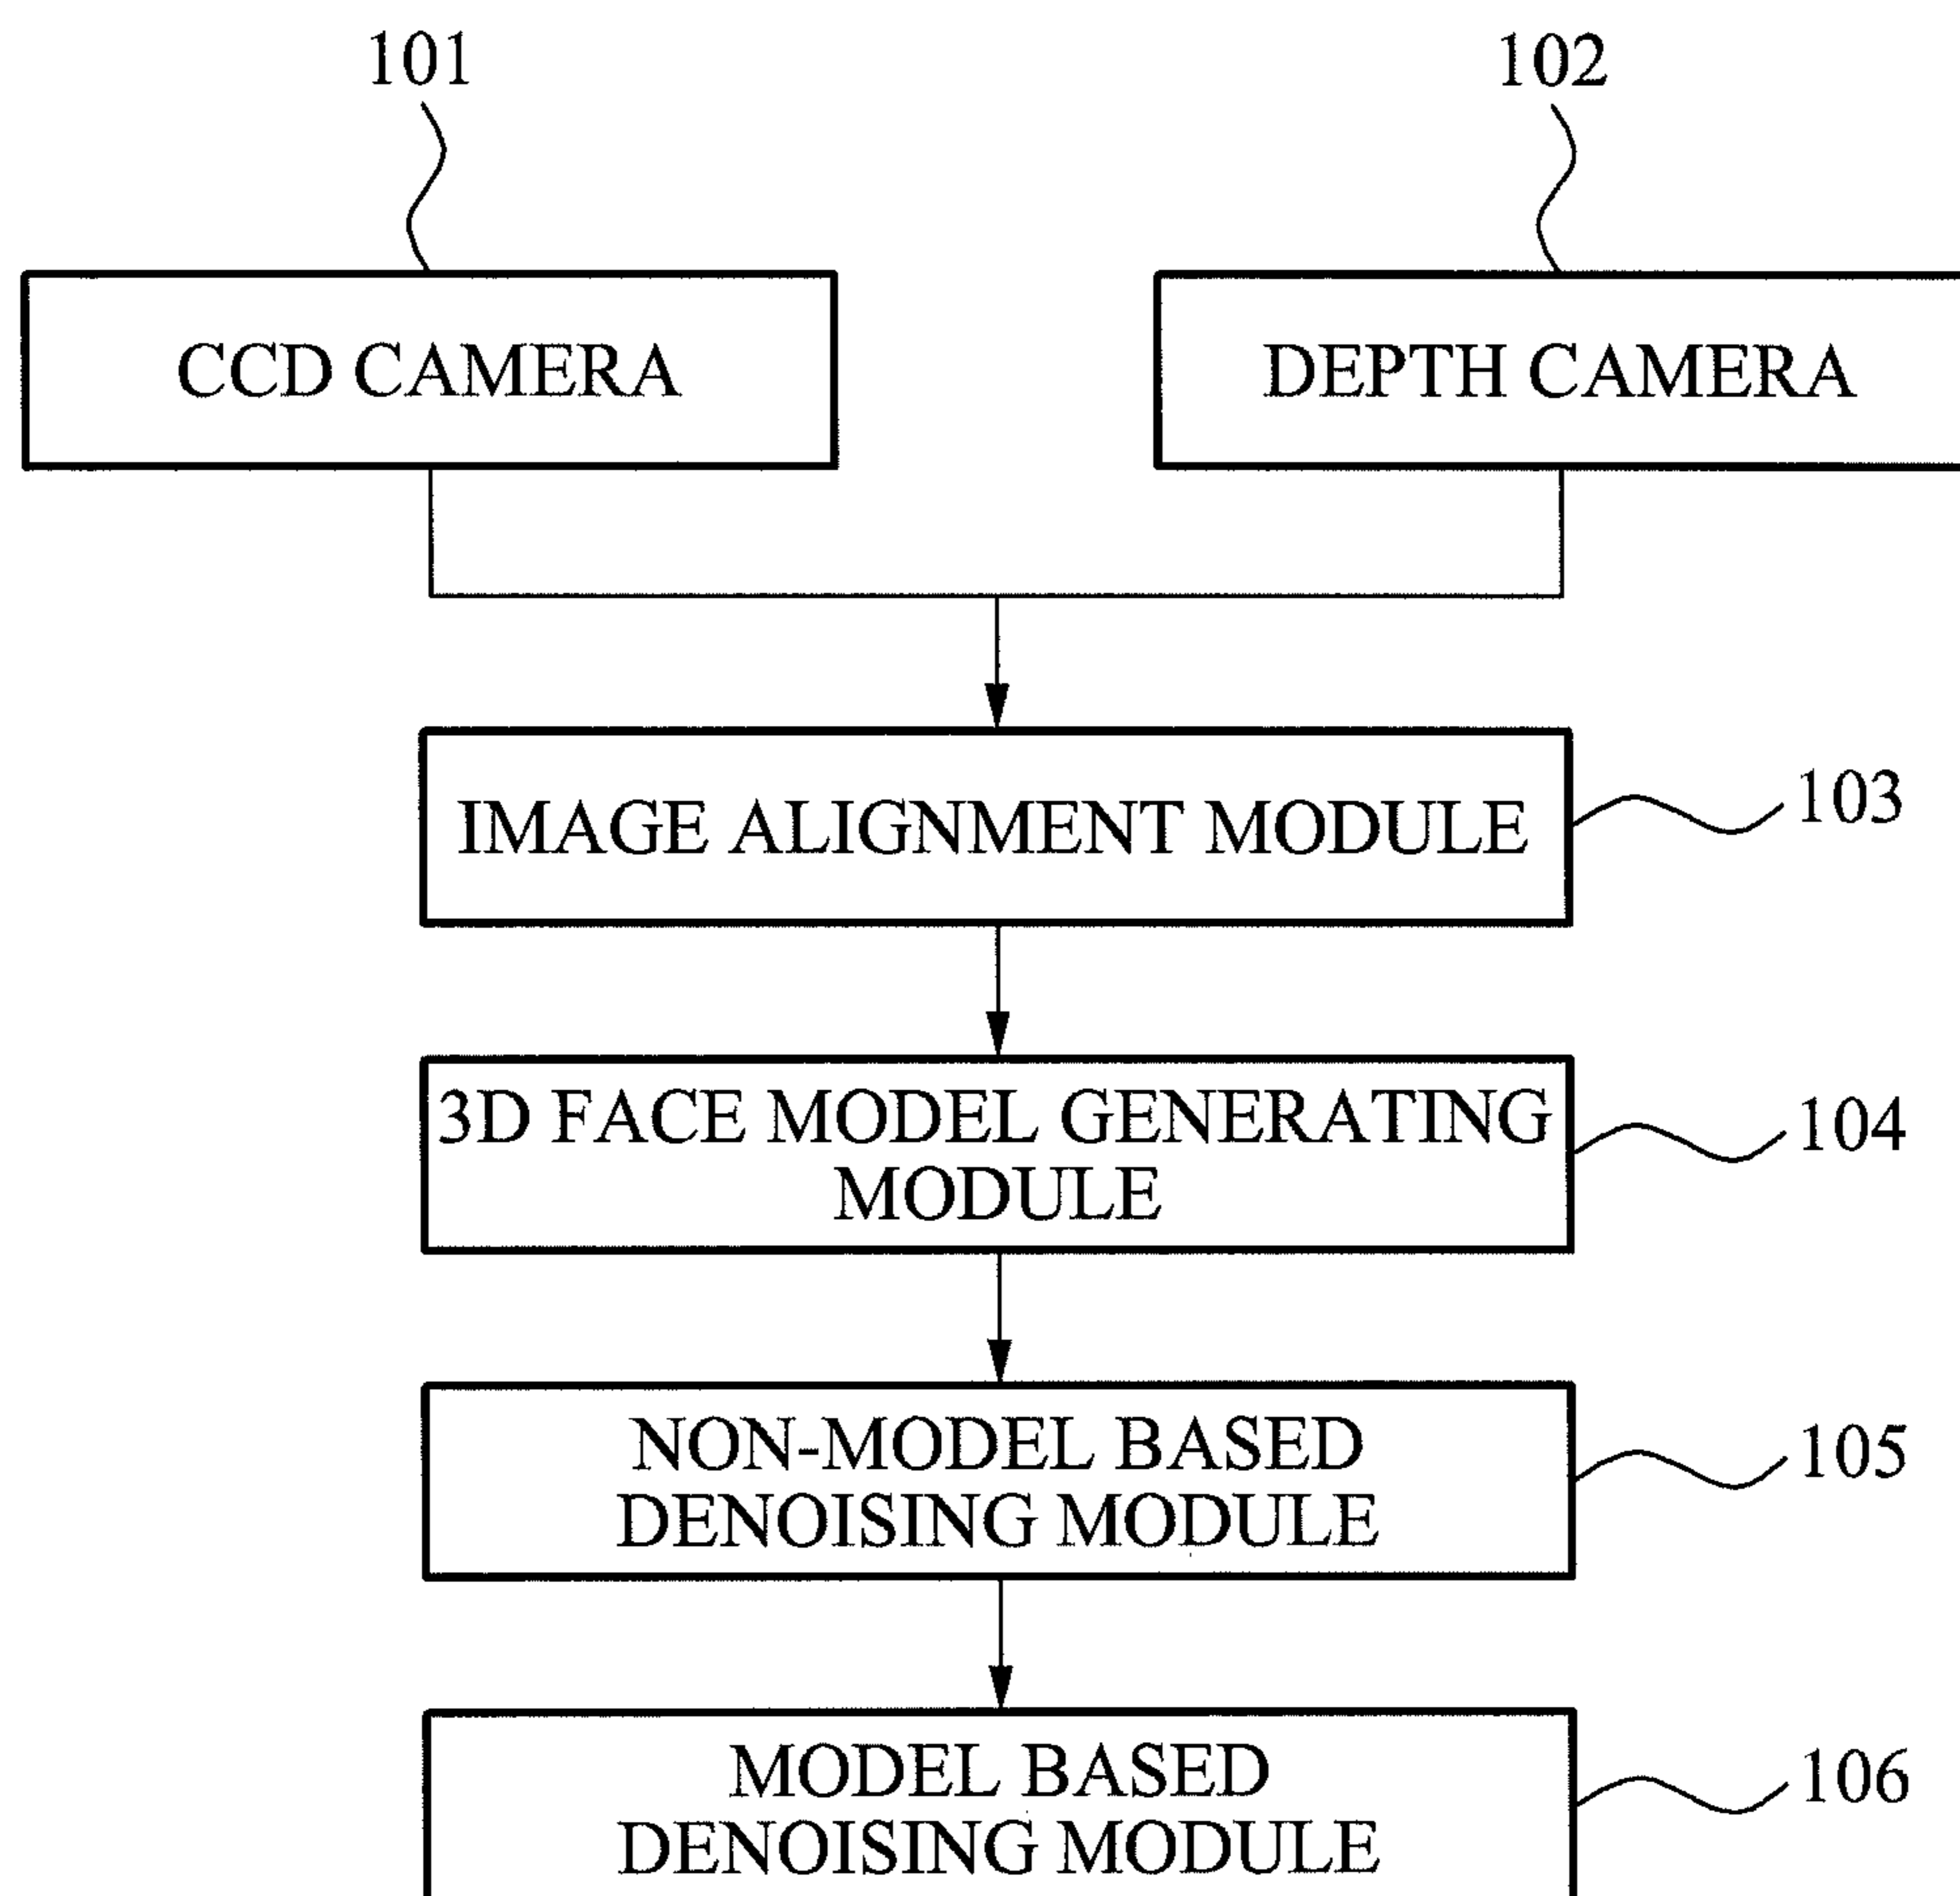 101
102
CCD CAMERA
DEPTH CAMERA
IMAGE ALIGNMENT MODULE
103
3D FACE MODEL GENERATING
MODULE
104
NON-MODEL BASED
DENOISING MODULE
105
MODEL BASED
DENOISING MODULE
106